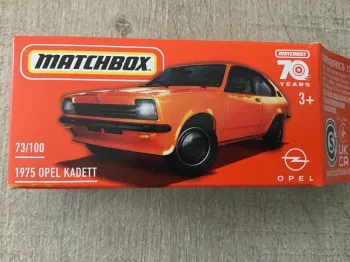 MATCHBOX
MATCHBOX
70
YEARS
3+
73/100
1975 OPEL KADETT
OPEL
UK
CA